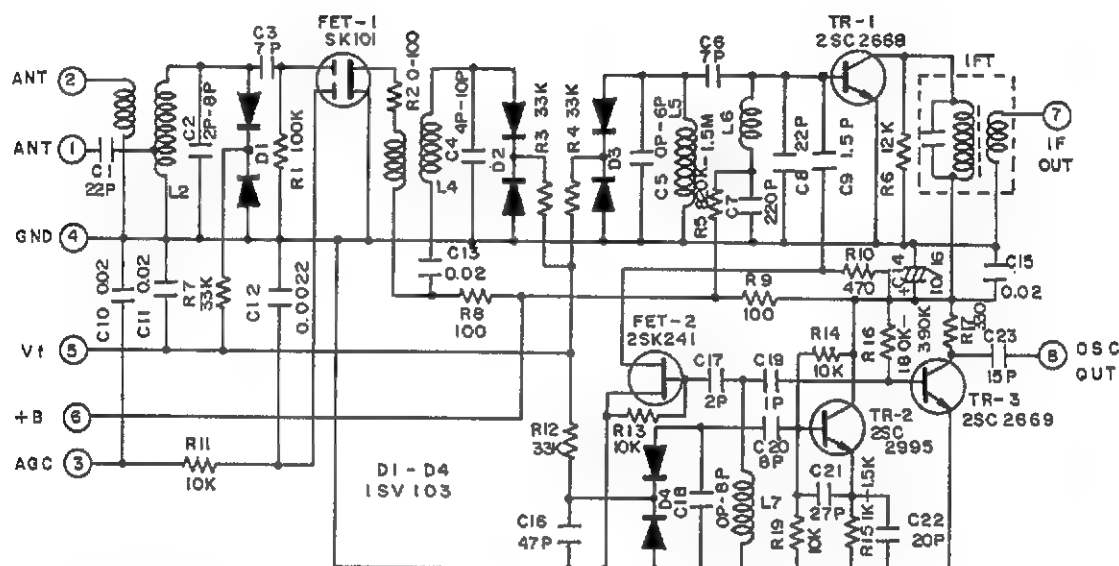 ANT 2
ANT 1
GND 4
Vt 5
+B 6
AGC 3
C1
22P
L2
C2
2P-8P
C3
7P
D1
R1 100K
FET-1
SK101
R2 0-100
L4
C4
4P-10P
D2
R3 33K
R4 33K
D3
C5
0P-6P
L5
C6
7P
R5 820K-1.5M
L6
C7
220P
22P
C8
C9 1.5P
TR-1
2SC2668
R6
12K
IFT
7
IF
OUT
C10 0.02
C11 0.02
R7
33K
C12
0.0022
R11
10K
C13
0.02
R8
100
R9
100
R10
470
C14
10/16
C15
0.02
FET-2
2SK241
C17
2P
C19
1P
R14
10K
R16
180K-
390K
R17
330
C23
15P
8 OSC
OUT
TR-3
2SC2669
R13
10K
R12
33K
D1-D4
1SV103
C16
47P
D4
C18
0P-8P
C20
8P
L7
TR-2
2SC
2995
C21
27P
R19
10K
R15
1K-1.5K
C22
20P